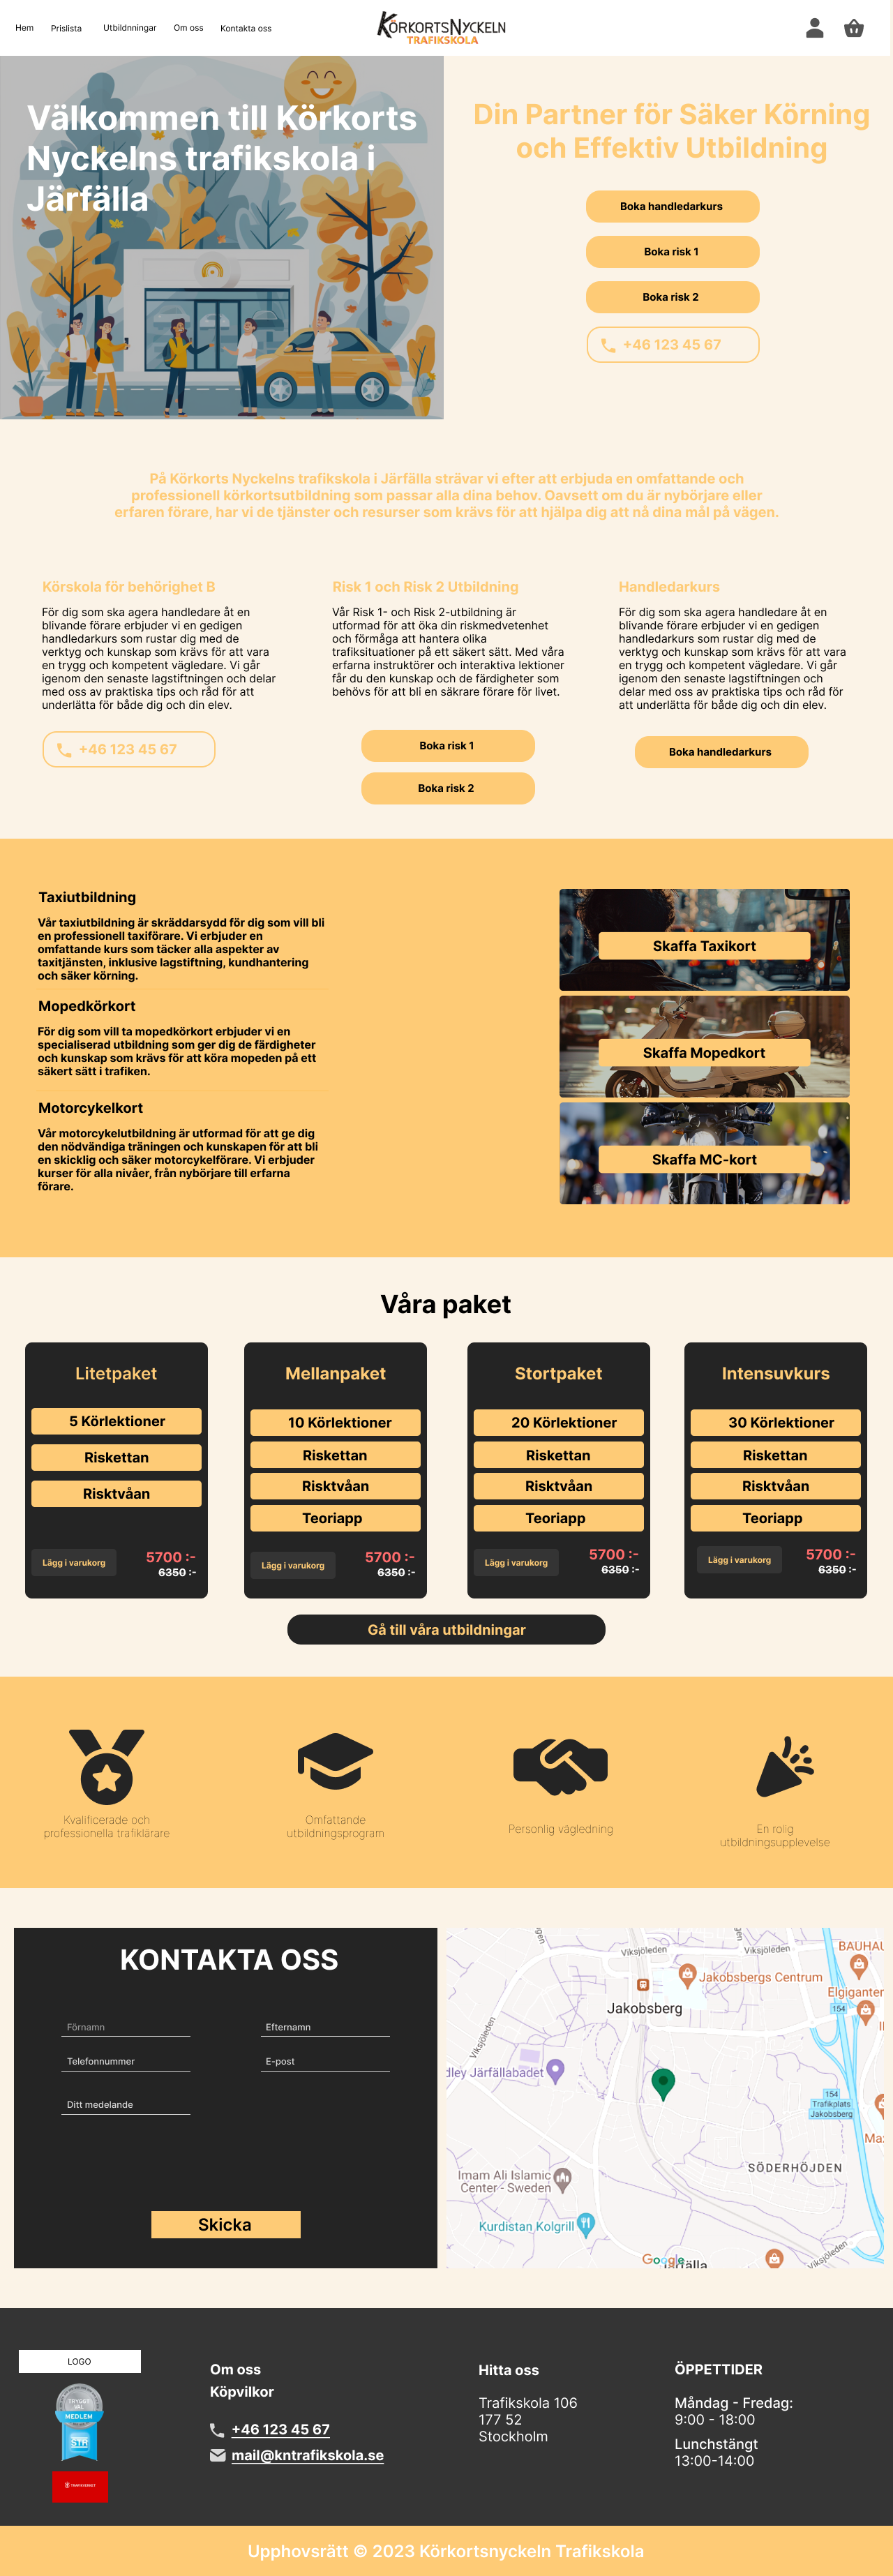 Hem Prislista Utbildnningar Om oss Kontakta oss
KÖRKORTSNYCKELN
TRAFIKSKOLA
Välkommen till Körkorts
Nyckelns trafikskola i
Järfälla
Din Partner för Säker Körning
och Effektiv Utbildning
Boka handledarkurs
Boka risk 1
Boka risk 2
+46 123 45 67
På Körkorts Nyckelns trafikskola i Järfälla strävar vi efter att erbjuda en omfattande och
professionell körkortsutbildning som passar alla dina behov. Oavsett om du är nybörjare eller
erfaren förare, har vi de tjänster och resurser som krävs för att hjälpa dig att nå dina mål på vägen.
Körskola för behörighet B
För dig som ska agera handledare åt en
blivande förare erbjuder vi en gedigen
handledarkurs som rustar dig med de
verktyg och kunskap som krävs för att vara
en trygg och kompetent vägledare. Vi går
igenom den senaste lagstiftningen och delar
med oss av praktiska tips och råd för att
underlätta för både dig och din elev.
+46 123 45 67
Risk 1 och Risk 2 Utbildning
Vår Risk 1- och Risk 2-utbildning är
utformad för att öka din riskmedvetenhet
och förmåga att hantera olika
trafiksituationer på ett säkert sätt. Med våra
erfarna instruktörer och interaktiva lektioner
får du den kunskap och de färdigheter som
behövs för att bli en säkrare förare för livet.
Boka risk 1
Boka risk 2
Handledarkurs
För dig som ska agera handledare åt en
blivande förare erbjuder vi en gedigen
handledarkurs som rustar dig med de
verktyg och kunskap som krävs för att vara
en trygg och kompetent vägledare. Vi går
igenom den senaste lagstiftningen och
delar med oss av praktiska tips och råd för
att underlätta för både dig och din elev.
Boka handledarkurs
Taxiutbildning
Vår taxiutbildning är skräddarsydd för dig som vill bli
en professionell taxiförare. Vi erbjuder en
omfattande kurs som täcker alla aspekter av
taxitjänsten, inklusive lagstiftning, kundhantering
och säker körning.
Mopedkörkort
För dig som vill ta mopedkörkort erbjuder vi en
specialiserad utbildning som ger dig de färdigheter
och kunskap som krävs för att köra mopeden på ett
säkert sätt i trafiken.
Motorcykelkort
Vår motorcykelutbildning är utformad för att ge dig
den nödvändiga träningen och kunskapen för att bli
en skicklig och säker motorcykelförare. Vi erbjuder
kurser för alla nivåer, från nybörjare till erfarna
förare.
Skaffa Taxikort
Skaffa Mopedkort
Skaffa MC-kort
Våra paket
Litetpaket
5 Körlektioner
Riskettan
Risktvåan
Lägg i varukorg
5700 :-
6350 :-
Mellanpaket
10 Körlektioner
Riskettan
Risktvåan
Teoriapp
Lägg i varukorg
5700 :-
6350 :-
Stortpaket
20 Körlektioner
Riskettan
Risktvåan
Teoriapp
Lägg i varukorg
5700 :-
6350 :-
Intensuvkurs
30 Körlektioner
Riskettan
Risktvåan
Teoriapp
Lägg i varukorg
5700 :-
6350 :-
Gå till våra utbildningar
Kvalificerade och
professionella trafiklärare
Omfattande
utbildningsprogram
Personlig vägledning
En rolig
utbildningsupplevelse
KONTAKTA OSS
Förnamn
Efternamn
Telefonnummer
E-post
Ditt medelande
Skicka
Viksjöleden
Viksjöleden
BAUHAU
Jakobsbergs Centrum
Elgiganter
Jakobsberg
154
Viksjöleden
dley Järfällabadet
154
Trafikplats
Jakobsberg
Max
SÖDERHÖJDEN
Imam Ali Islamic
Center - Sweden
Kurdistan Kolgrill
Viksjöleden
Google
LOGO
TRYGGT
VAL
MEDLEM
STR
TRAFIKVERKET
Om oss
Köpvilkor
+46 123 45 67
mail@kntrafikskola.se
Hitta oss
Trafikskola 106
177 52
Stockholm
ÖPPETTIDER
Måndag - Fredag:
9:00 - 18:00
Lunchstängt
13:00-14:00
Upphovsrätt © 2023 Körkortsnyckeln Trafikskola